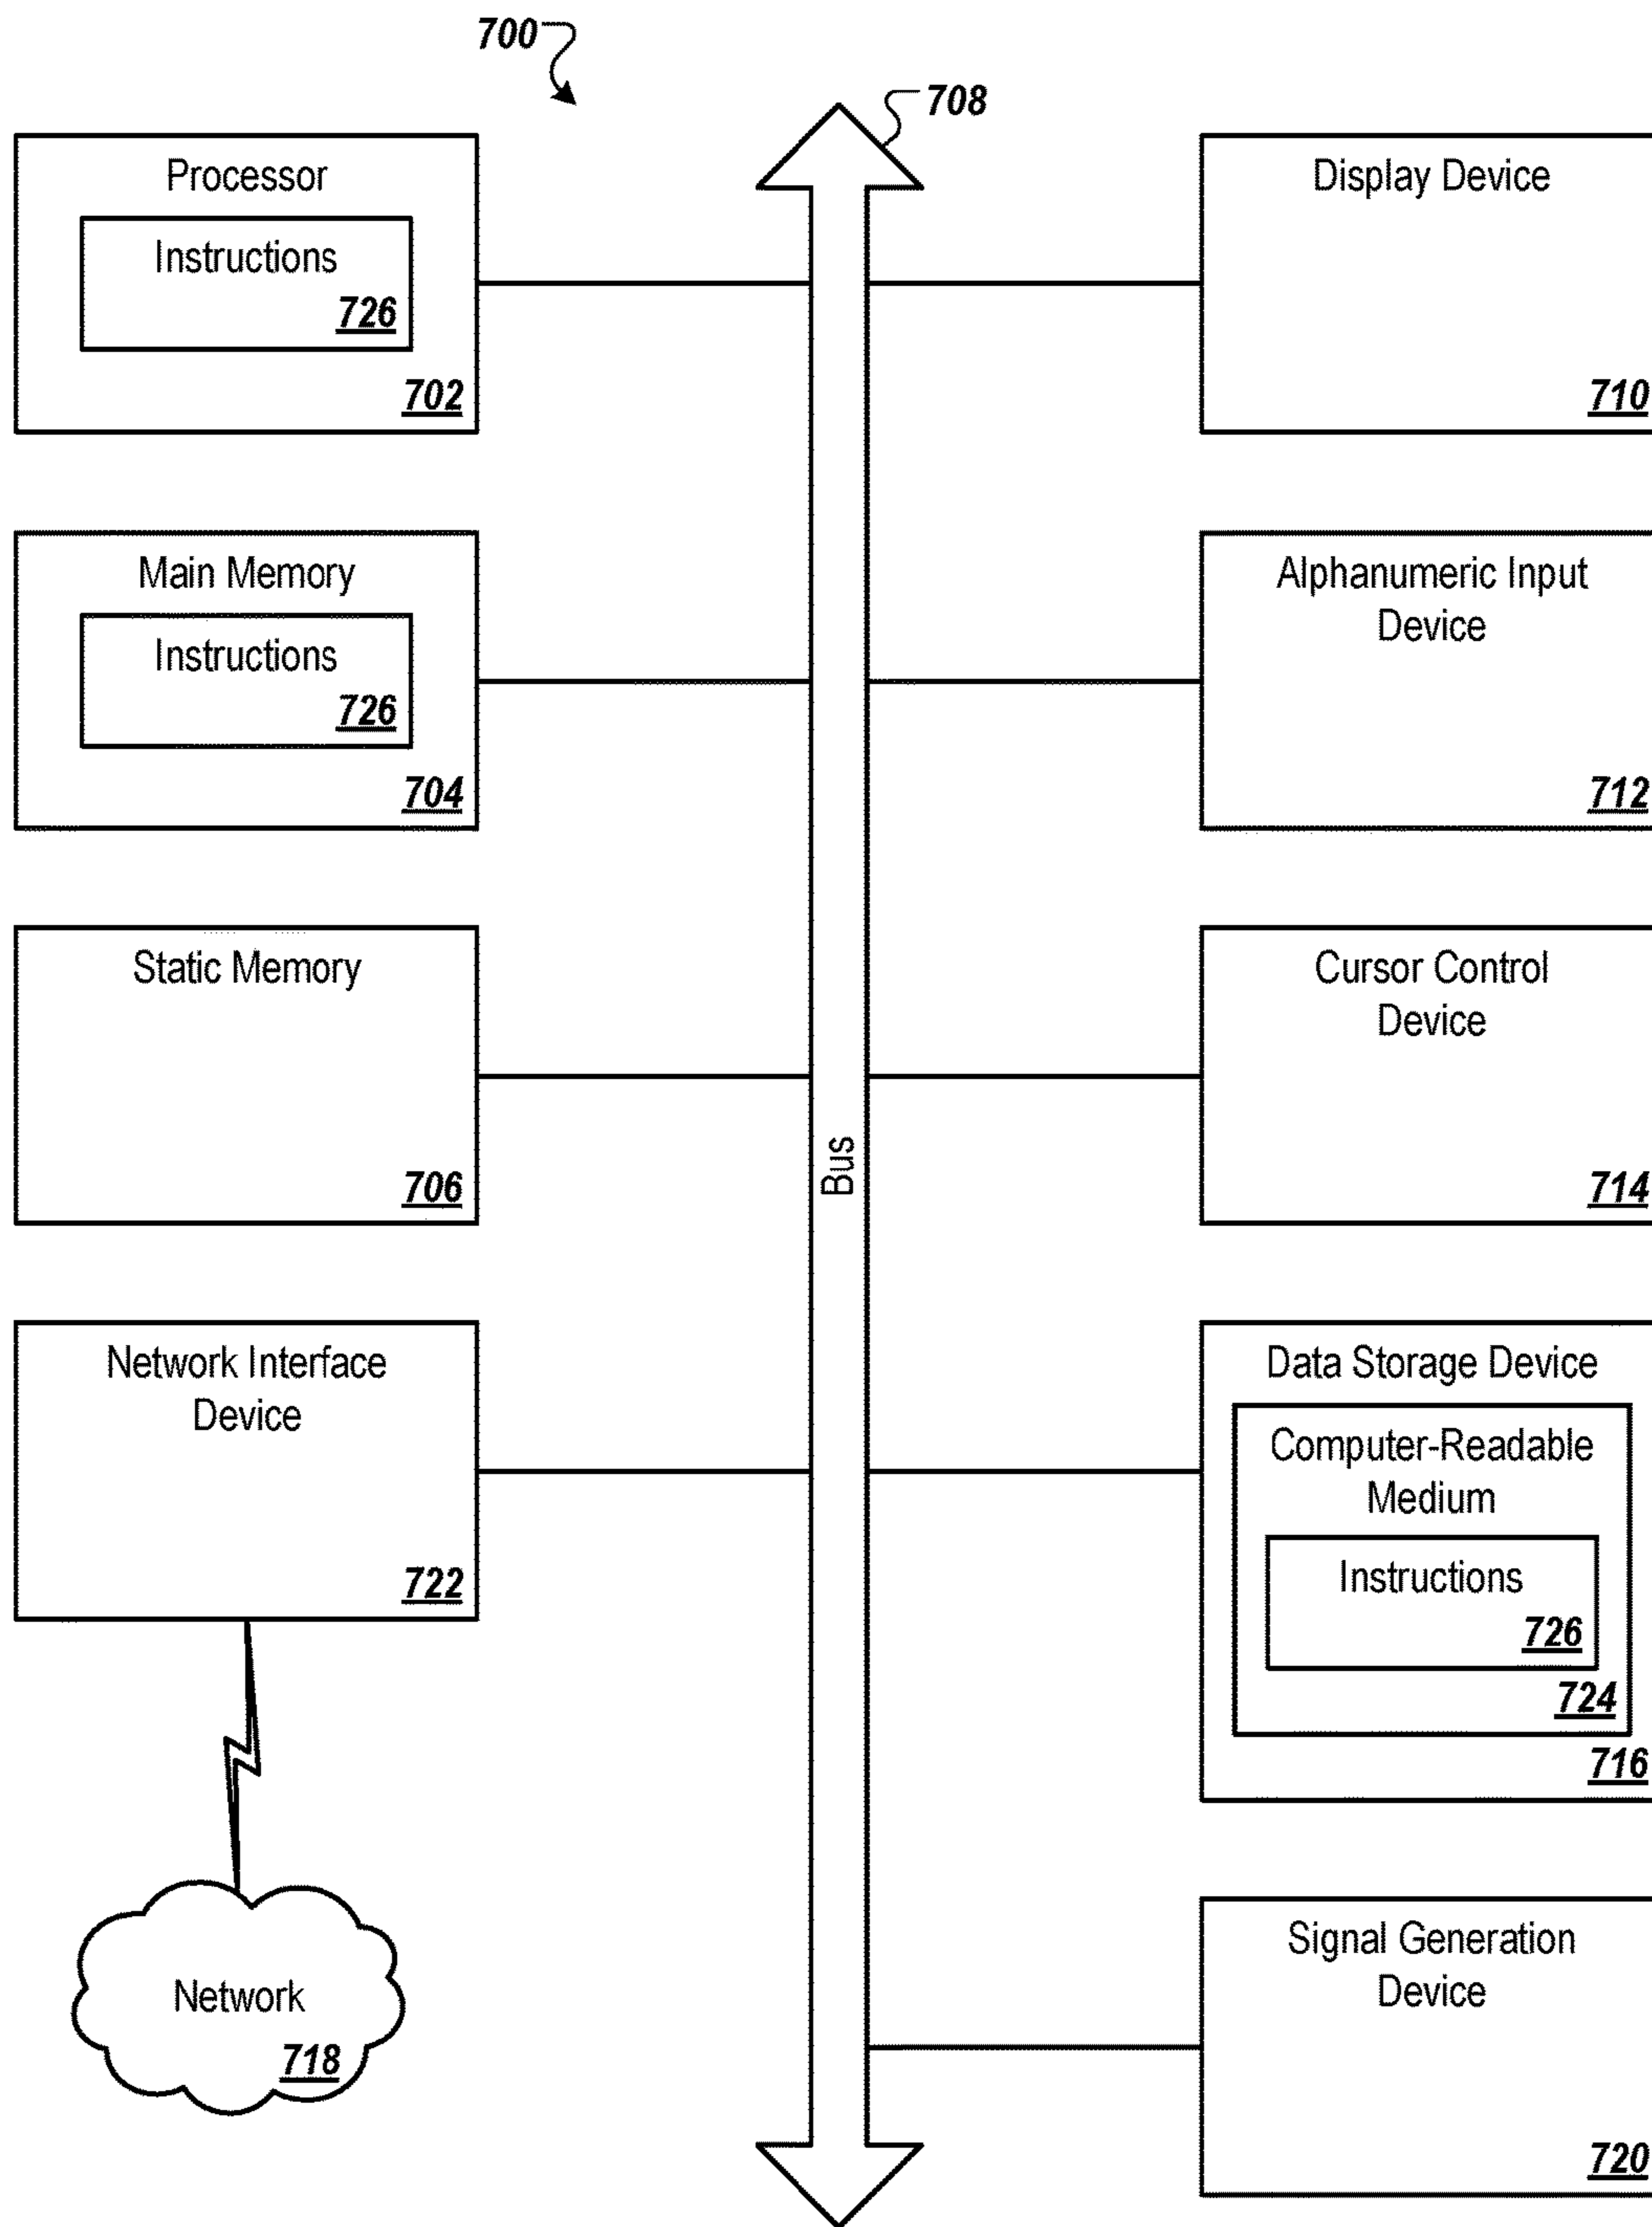 700
708
Processor
Instructions
726
702
Display Device
710
Main Memory
Instructions
726
704
Alphanumeric Input
Device
712
Static Memory
706
Cursor Control
Device
714
Bus
Network Interface
Device
722
Data Storage Device
Computer-Readable
Medium
Instructions
726
724
716
Network
718
Signal Generation
Device
720